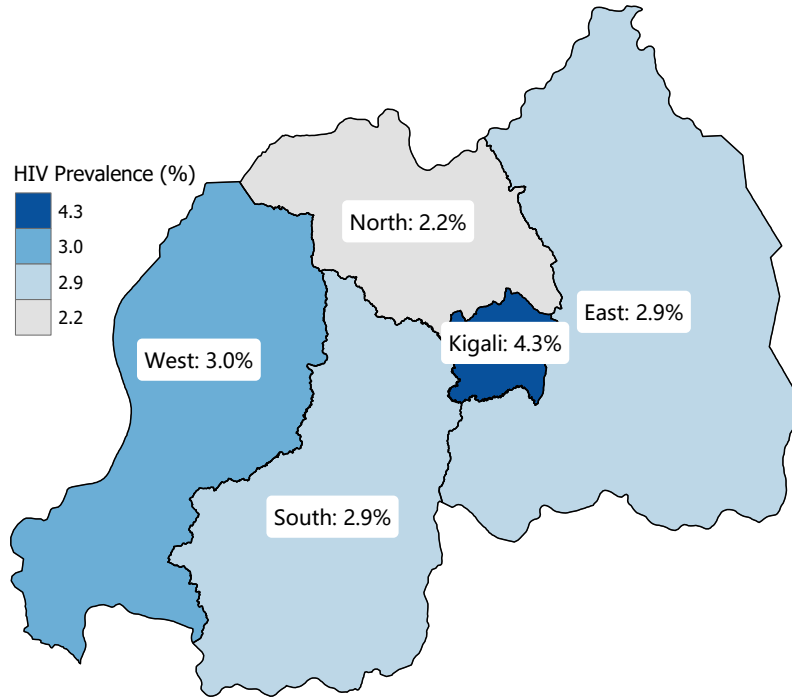 HIV Prevalence (%)
4.3
3.0
2.9
2.2
North: 2.2%
East: 2.9%
Kigali: 4.3%
West: 3.0%
South: 2.9%